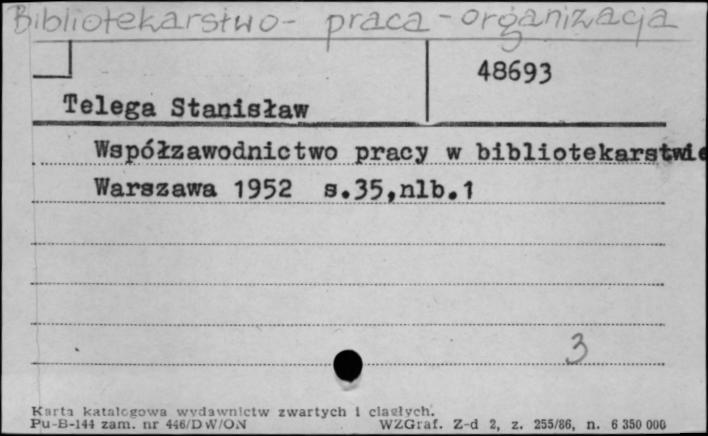 Bibliotekarstwo - praca - organizacja
48693
Telega Stanisław
Współzawodnictwo pracy w bibliotekarstwie
Warszawa 1952 s.35,nlb.1
3
Karta katalogowa wydawnictw zwartych i ciągłych.
Pu-B-144 zam. nr 446/DW/ON WZGraf. Z-d 2, z. 255/86, n. 6 350 000